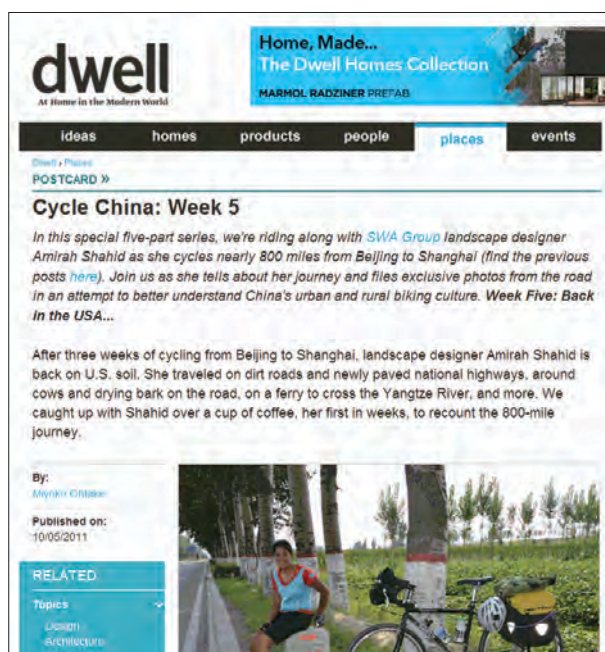 dwell
At Home in the Modern World
Home, Made...
The Dwell Homes Collection
MARMOL RADZINER PREFAB
ideas homes products people places events
Dwell › Places
POSTCARD »
Cycle China: Week 5
In this special five-part series, we're riding along with SWA Group landscape designer
Amirah Shahid as she cycles nearly 800 miles from Beijing to Shanghai (find the previous
posts here). Join us as she tells about her journey and files exclusive photos from the road
in an attempt to better understand China's urban and rural biking culture. Week Five: Back
in the USA...
After three weeks of cycling from Beijing to Shanghai, landscape designer Amirah Shahid is
back on U.S. soil. She traveled on dirt roads and newly paved national highways, around
cows and drying bark on the road, on a ferry to cross the Yangtze River, and more. We
caught up with Shahid over a cup of coffee, her first in weeks, to recount the 800-mile
journey.
By:
Miyoko Ohtake
Published on:
10/05/2011
RELATED
Topics
Design
Architecture